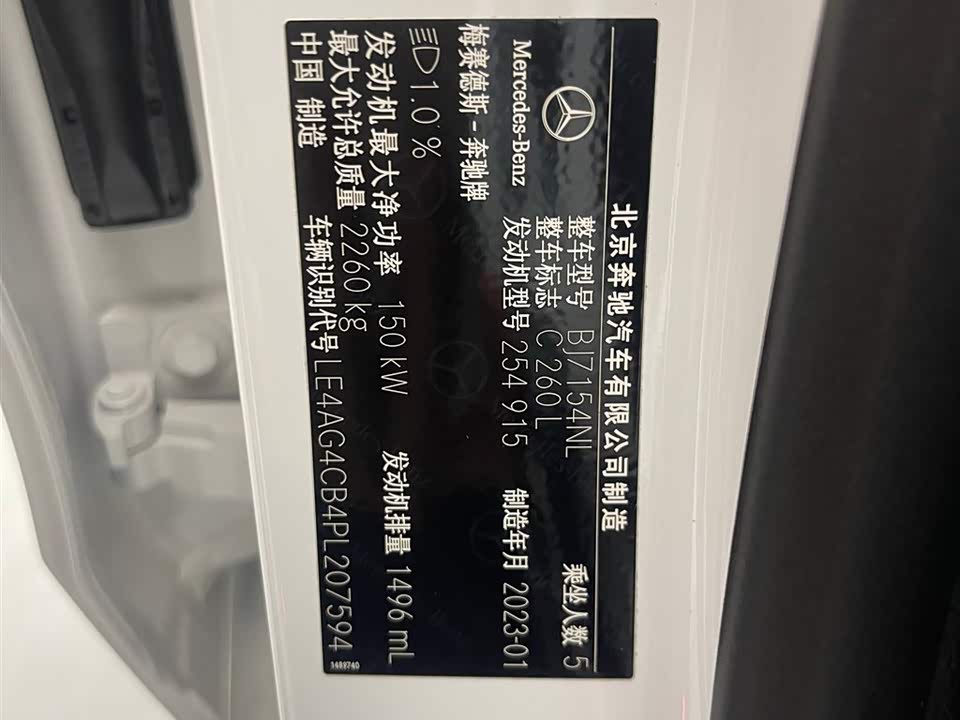 北京奔驰汽车有限公司制造
Mercedes-Benz
梅赛德斯-奔驰牌
整车型号 BJ7154NL
乘坐人数 5
整车标志 C 260 L
发动机型号 254 915
制造年月 2023-01
1.0 %
发动机最大净功率 150 kW
发动机排量 1496 mL
最大允许总质量 2260 kg
中国 制造
车辆识别代号 LE4AG4CB4PL207594
3489740